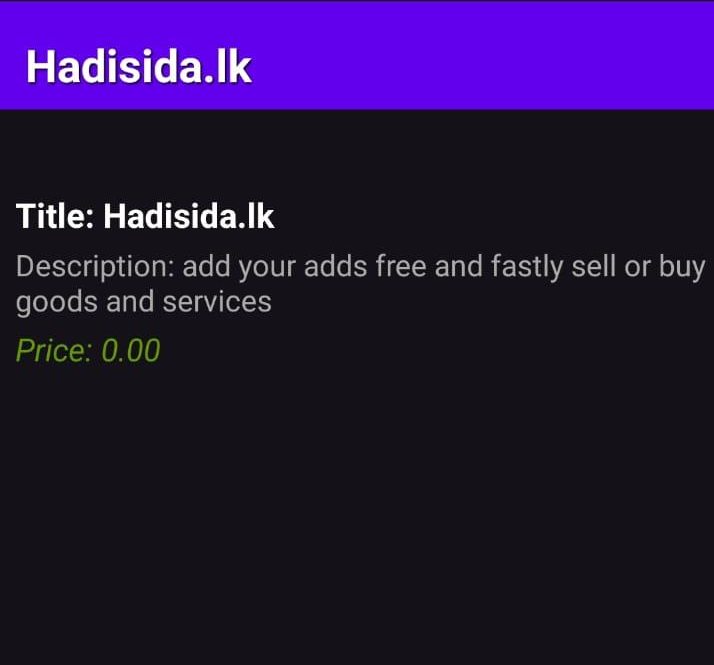 Hadisida.lk
Title: Hadisida.lk
Description: add your adds free and fastly sell or buy
goods and services
Price: 0.00